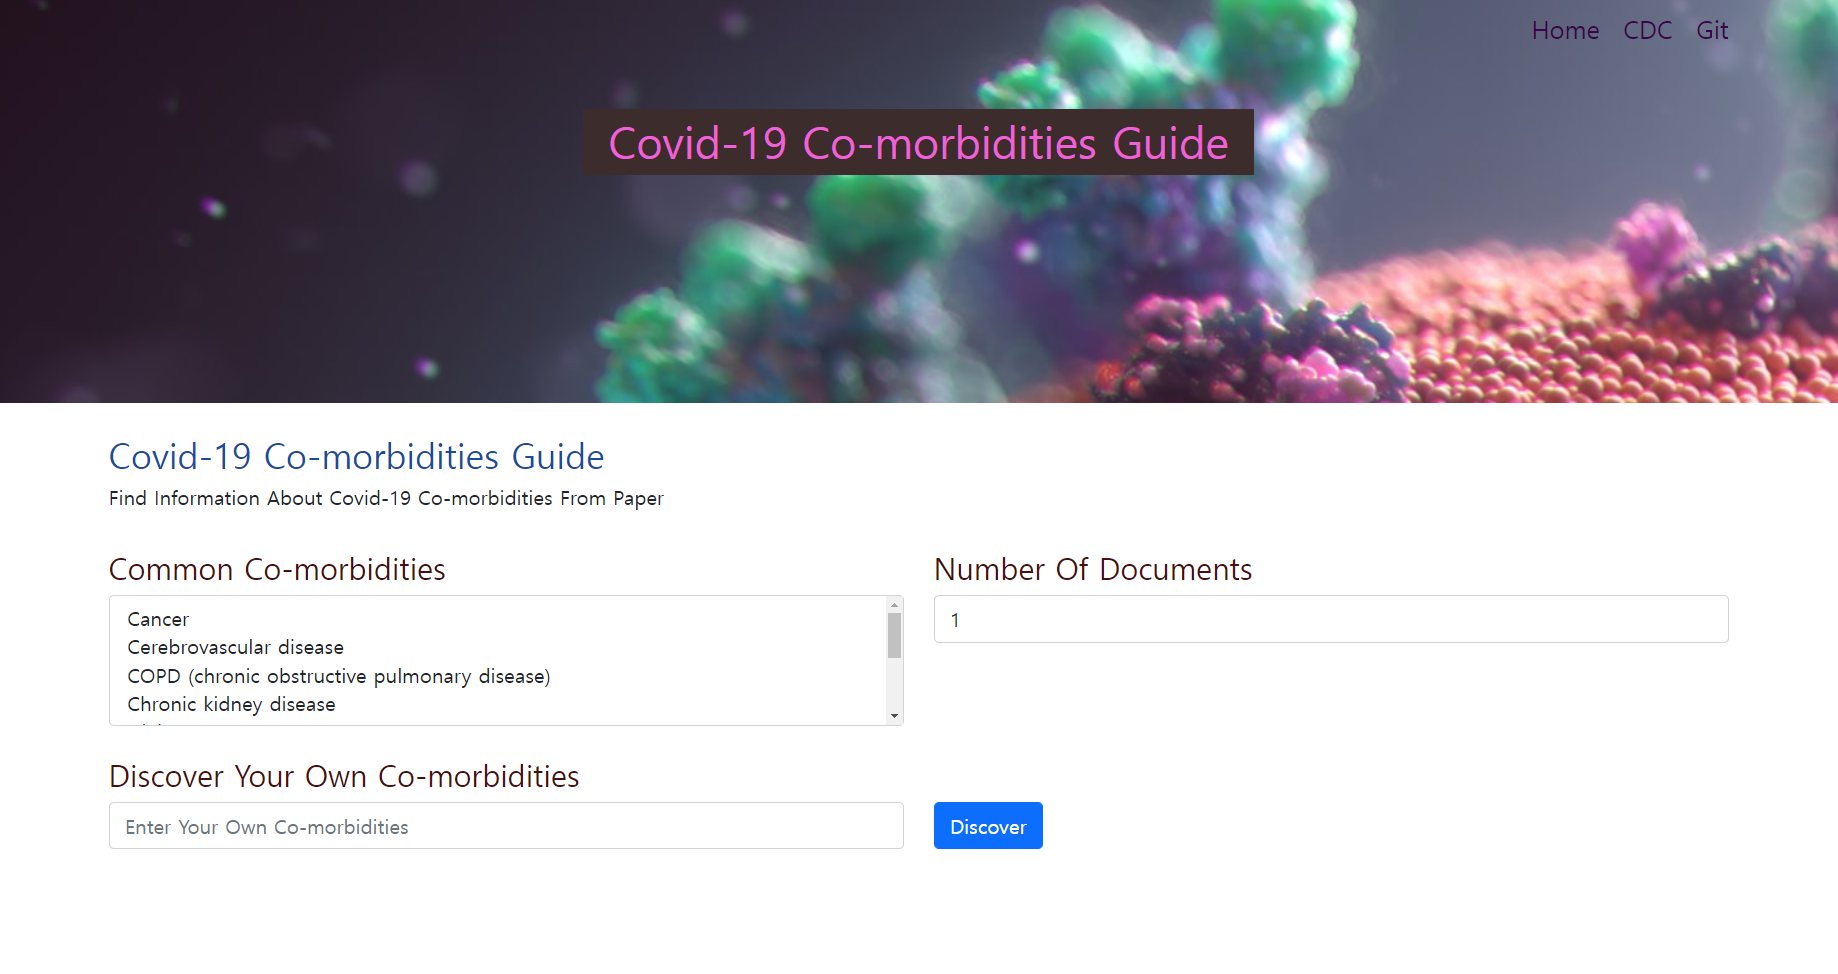 Home CDC Git
Covid-19 Co-morbidities Guide
Covid-19 Co-morbidities Guide
Find Information About Covid-19 Co-morbidities From Paper
Common Co-morbidities
Cancer
Cerebrovascular disease
COPD (chronic obstructive pulmonary disease)
Chronic kidney disease
Number Of Documents
1
Discover Your Own Co-morbidities
Enter Your Own Co-morbidities
Discover